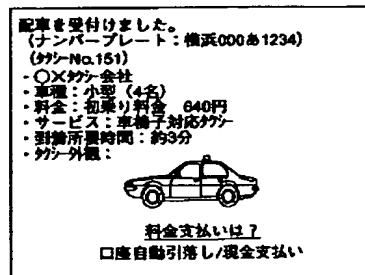 配車を受付けました。
(ナンバープレート:横浜000あ1234)
(タクシーNo.151)
・○×タクシー会社
・車種:小型(4名)
・料金:初乗り料金 640円
・サービス:車椅子対応タクシー
・到着所要時間:約3分
・タクシー外観:
料金支払いは?
口座自動引落し/現金支払い